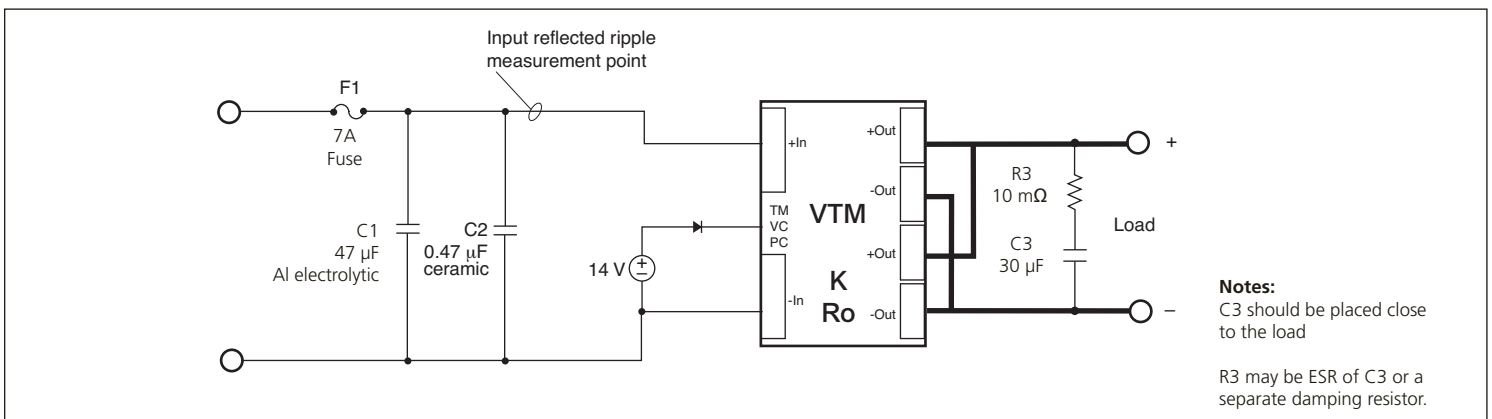 Input reflected ripple
measurement point
F1
7A
Fuse
C1
47 µF
Al electrolytic
C2
0.47 µF
ceramic
14 V
+
−
+In
TM
VC
PC
-In
VTM
K
Ro
+Out
-Out
+Out
-Out
R3
10 mΩ
C3
30 µF
+
Load
–
Notes:
C3 should be placed close
to the load
R3 may be ESR of C3 or a
separate damping resistor.